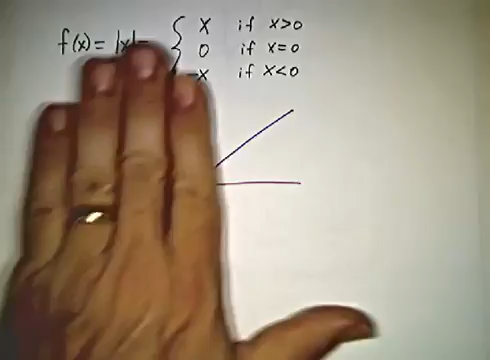 f(x) = |x| = { x if x>0
0 if x=0
-x if x<0